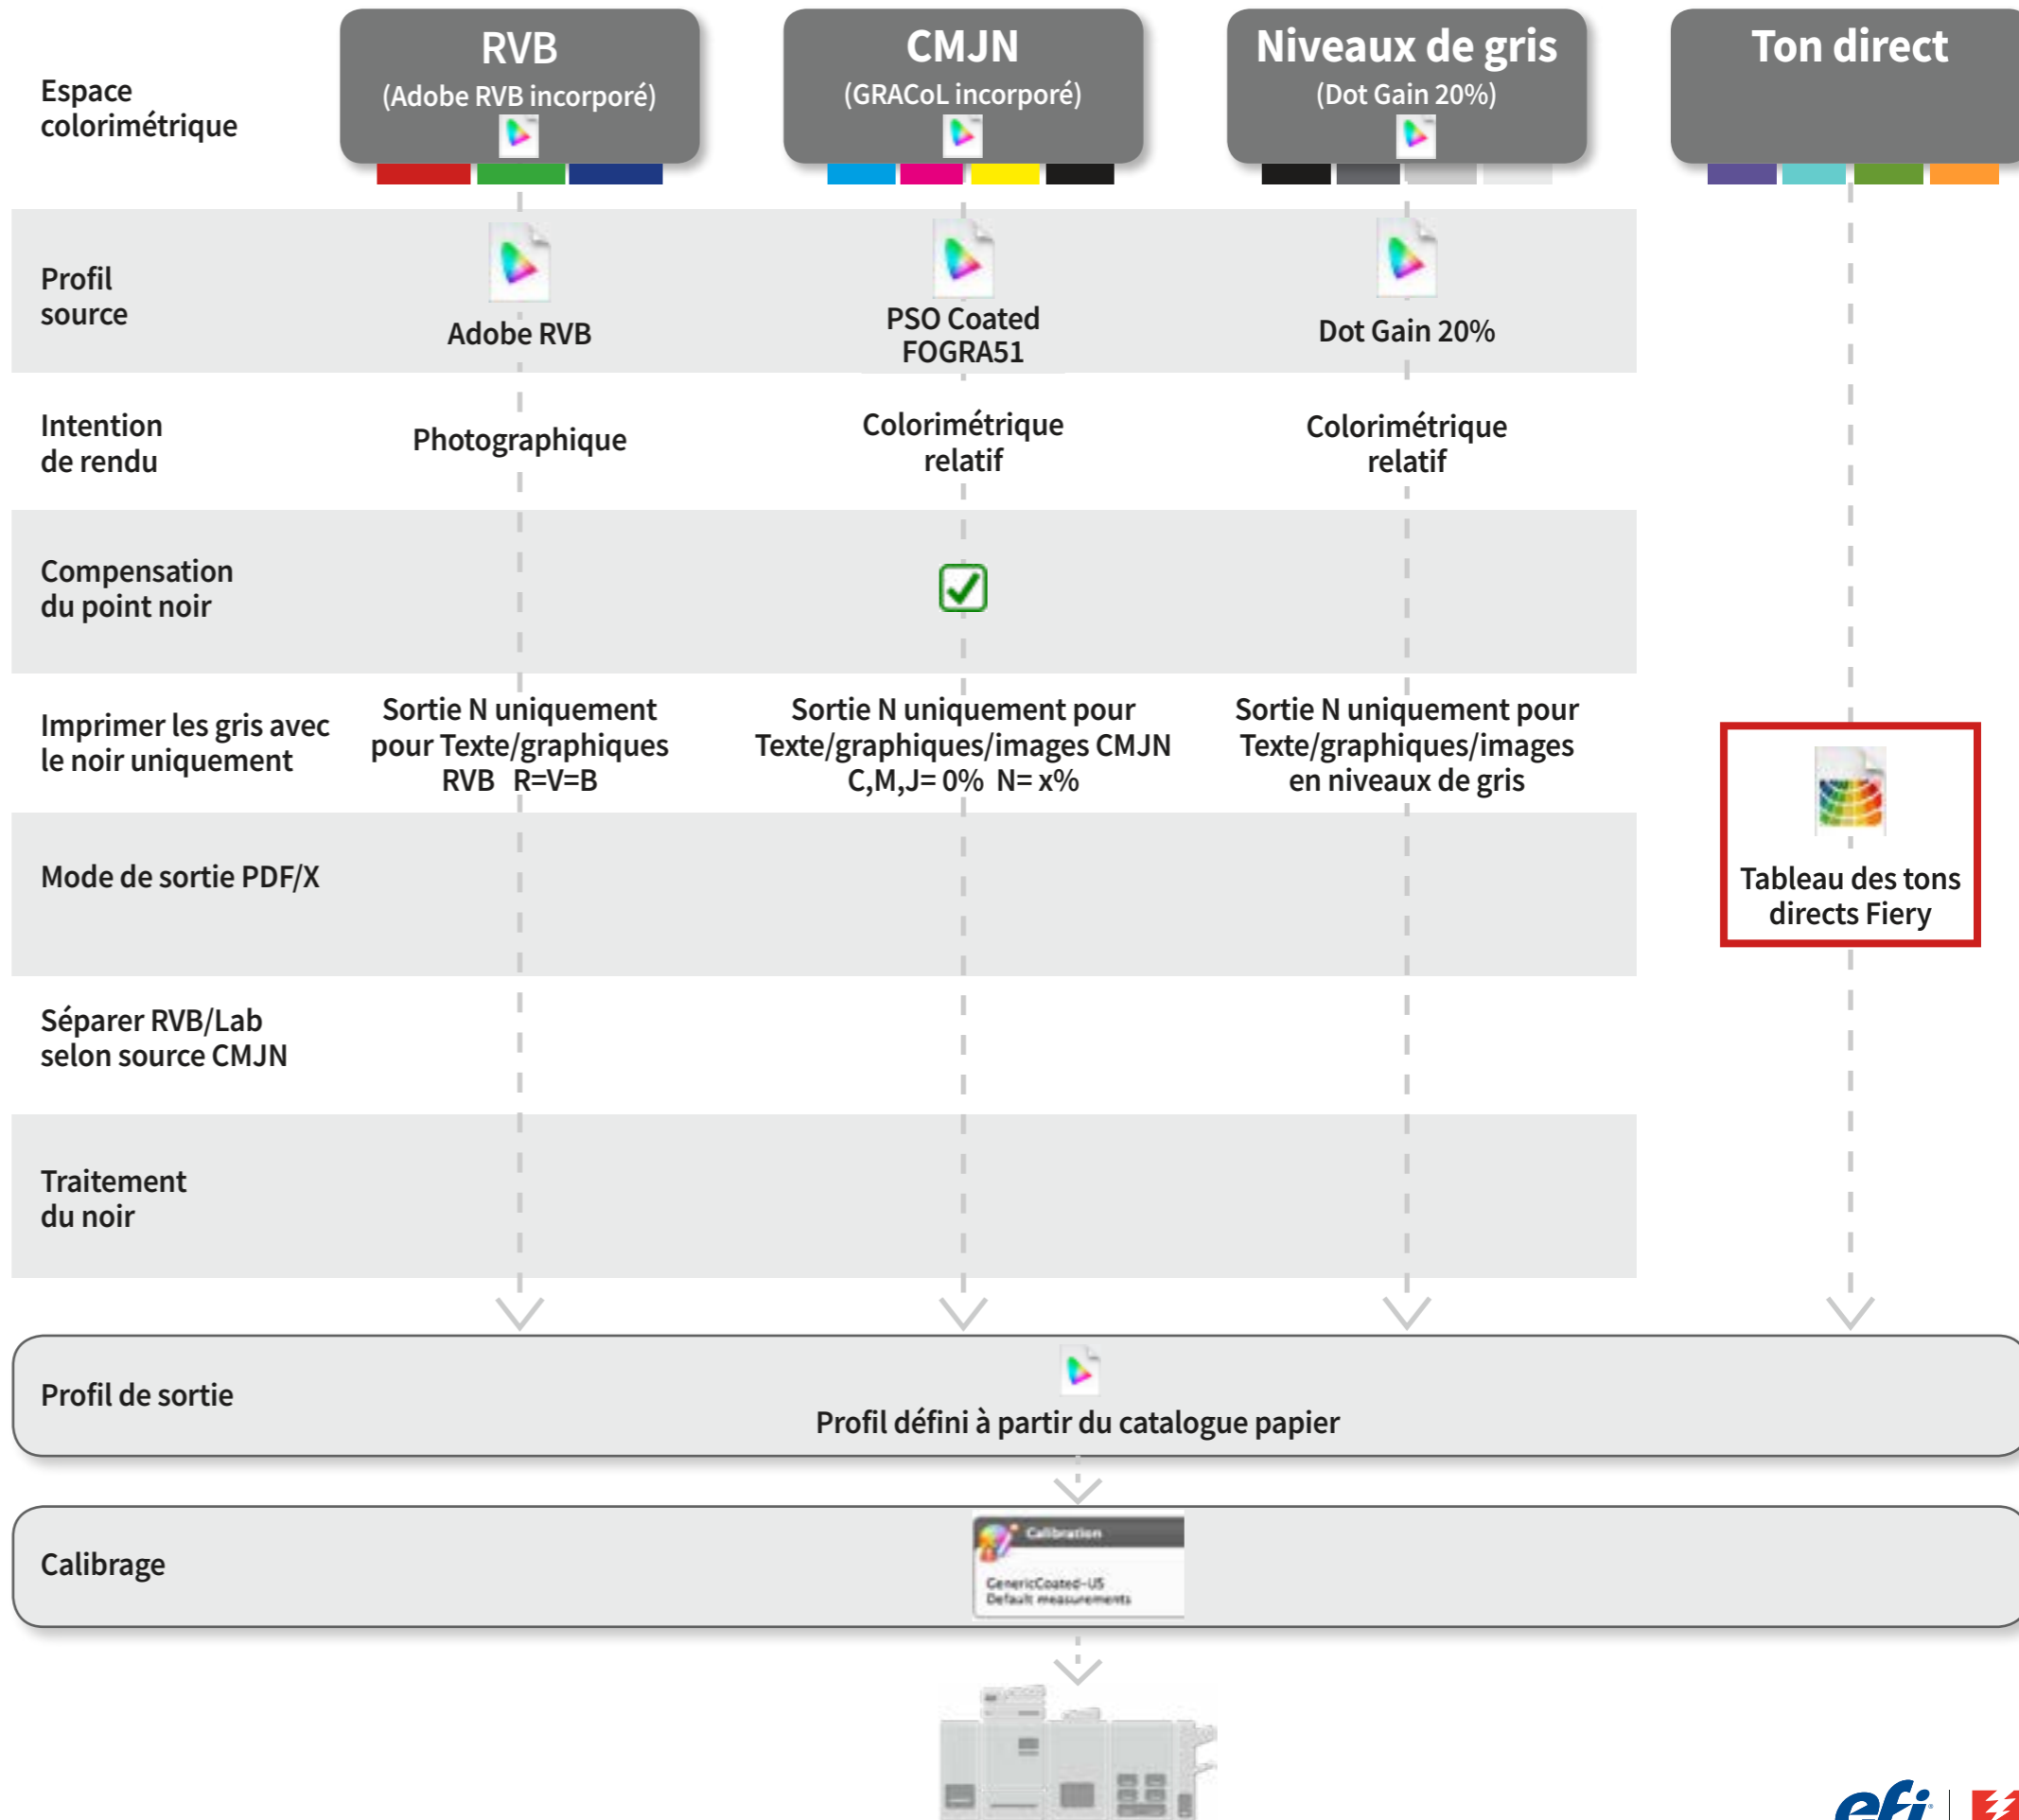 Espace
colorimétrique
RVB
(Adobe RVB incorporé)
CMJN
(GRACoL incorporé)
Niveaux de gris
(Dot Gain 20%)
Ton direct
Profil
source
Adobe RVB
PSO Coated
FOGRA51
Dot Gain 20%
Intention
de rendu
Photographique
Colorimétrique
relatif
Colorimétrique
relatif
Compensation
du point noir
Imprimer les gris avec
le noir uniquement
Sortie N uniquement
pour Texte/graphiques
RVB R=V=B
Sortie N uniquement pour
Texte/graphiques/images CMJN
C,M,J= 0% N= x%
Sortie N uniquement pour
Texte/graphiques/images
en niveaux de gris
Mode de sortie PDF/X
Tableau des tons
directs Fiery
Séparer RVB/Lab
selon source CMJN
Traitement
du noir
Profil de sortie
Profil défini à partir du catalogue papier
Calibrage
Calibration
GenericCoated-US
Default measurements
efi